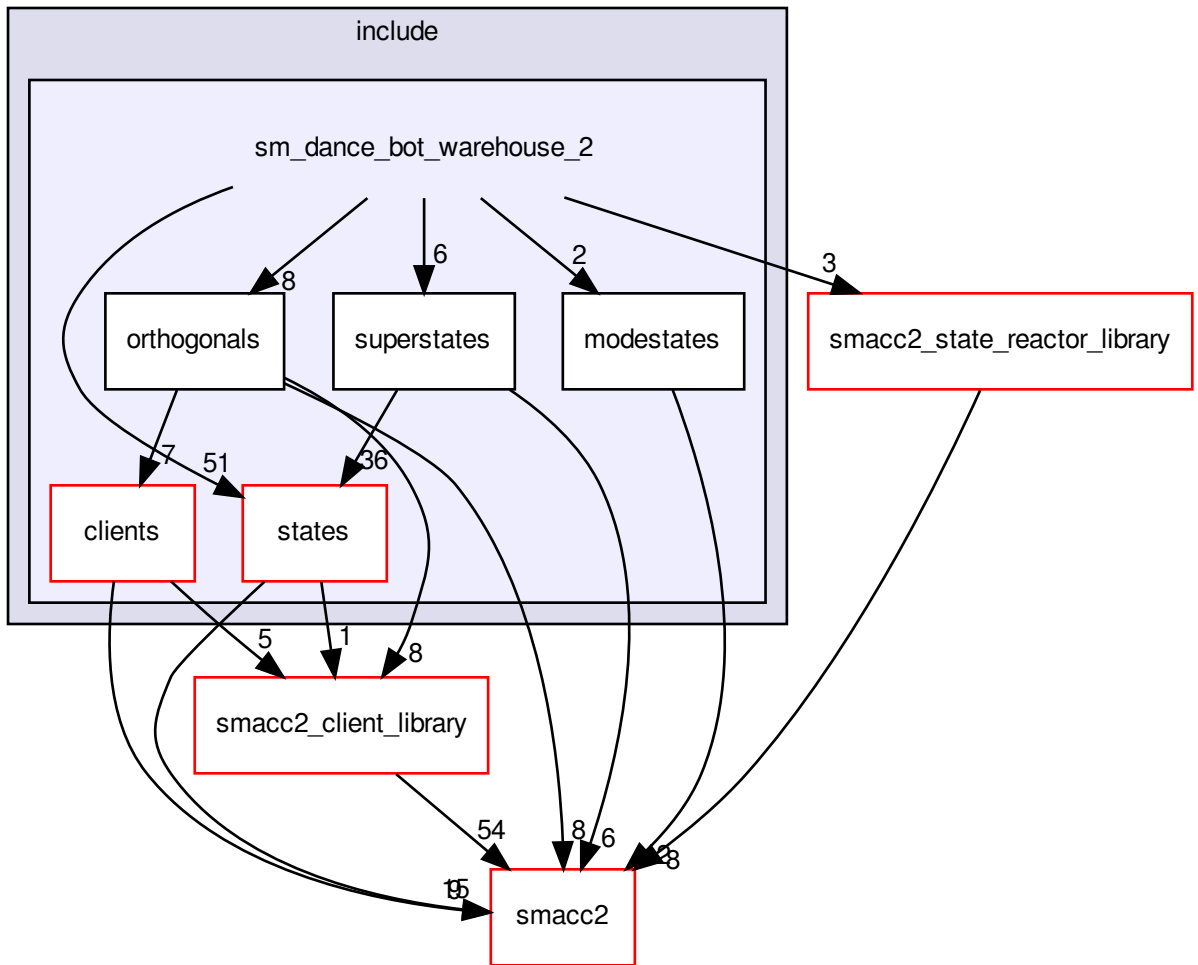 include
sm_dance_bot_warehouse_2
8
6
2
3
orthogonals
superstates
modestates
smacc2_state_reactor_library
7
51
36
clients
states
5
1
8
smacc2_client_library
54
8
6
8
smacc2